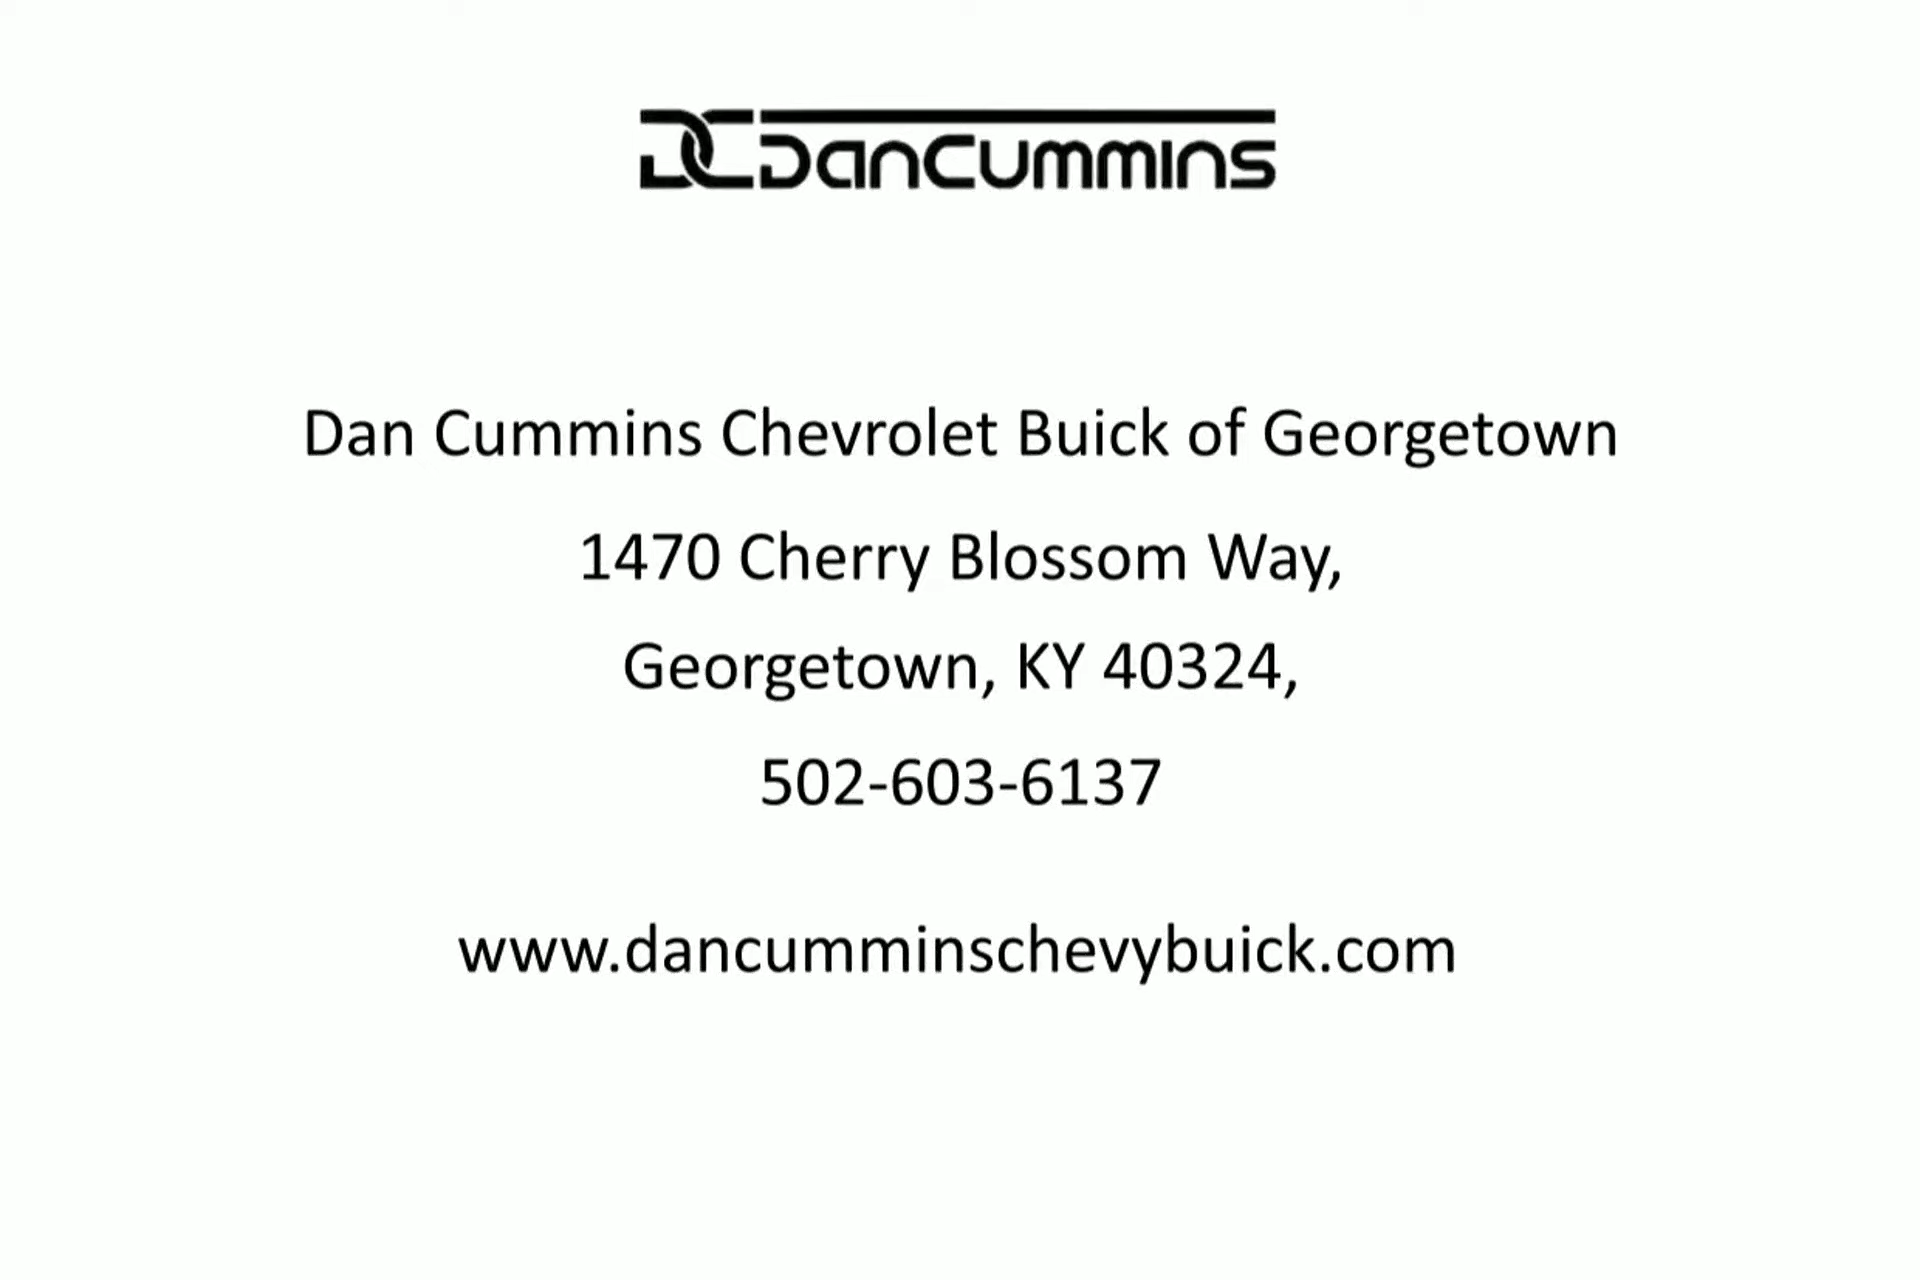 DC DanCummins
Dan Cummins Chevrolet Buick of Georgetown
1470 Cherry Blossom Way,
Georgetown, KY 40324,
502-603-6137
www.dancumminschevybuick.com